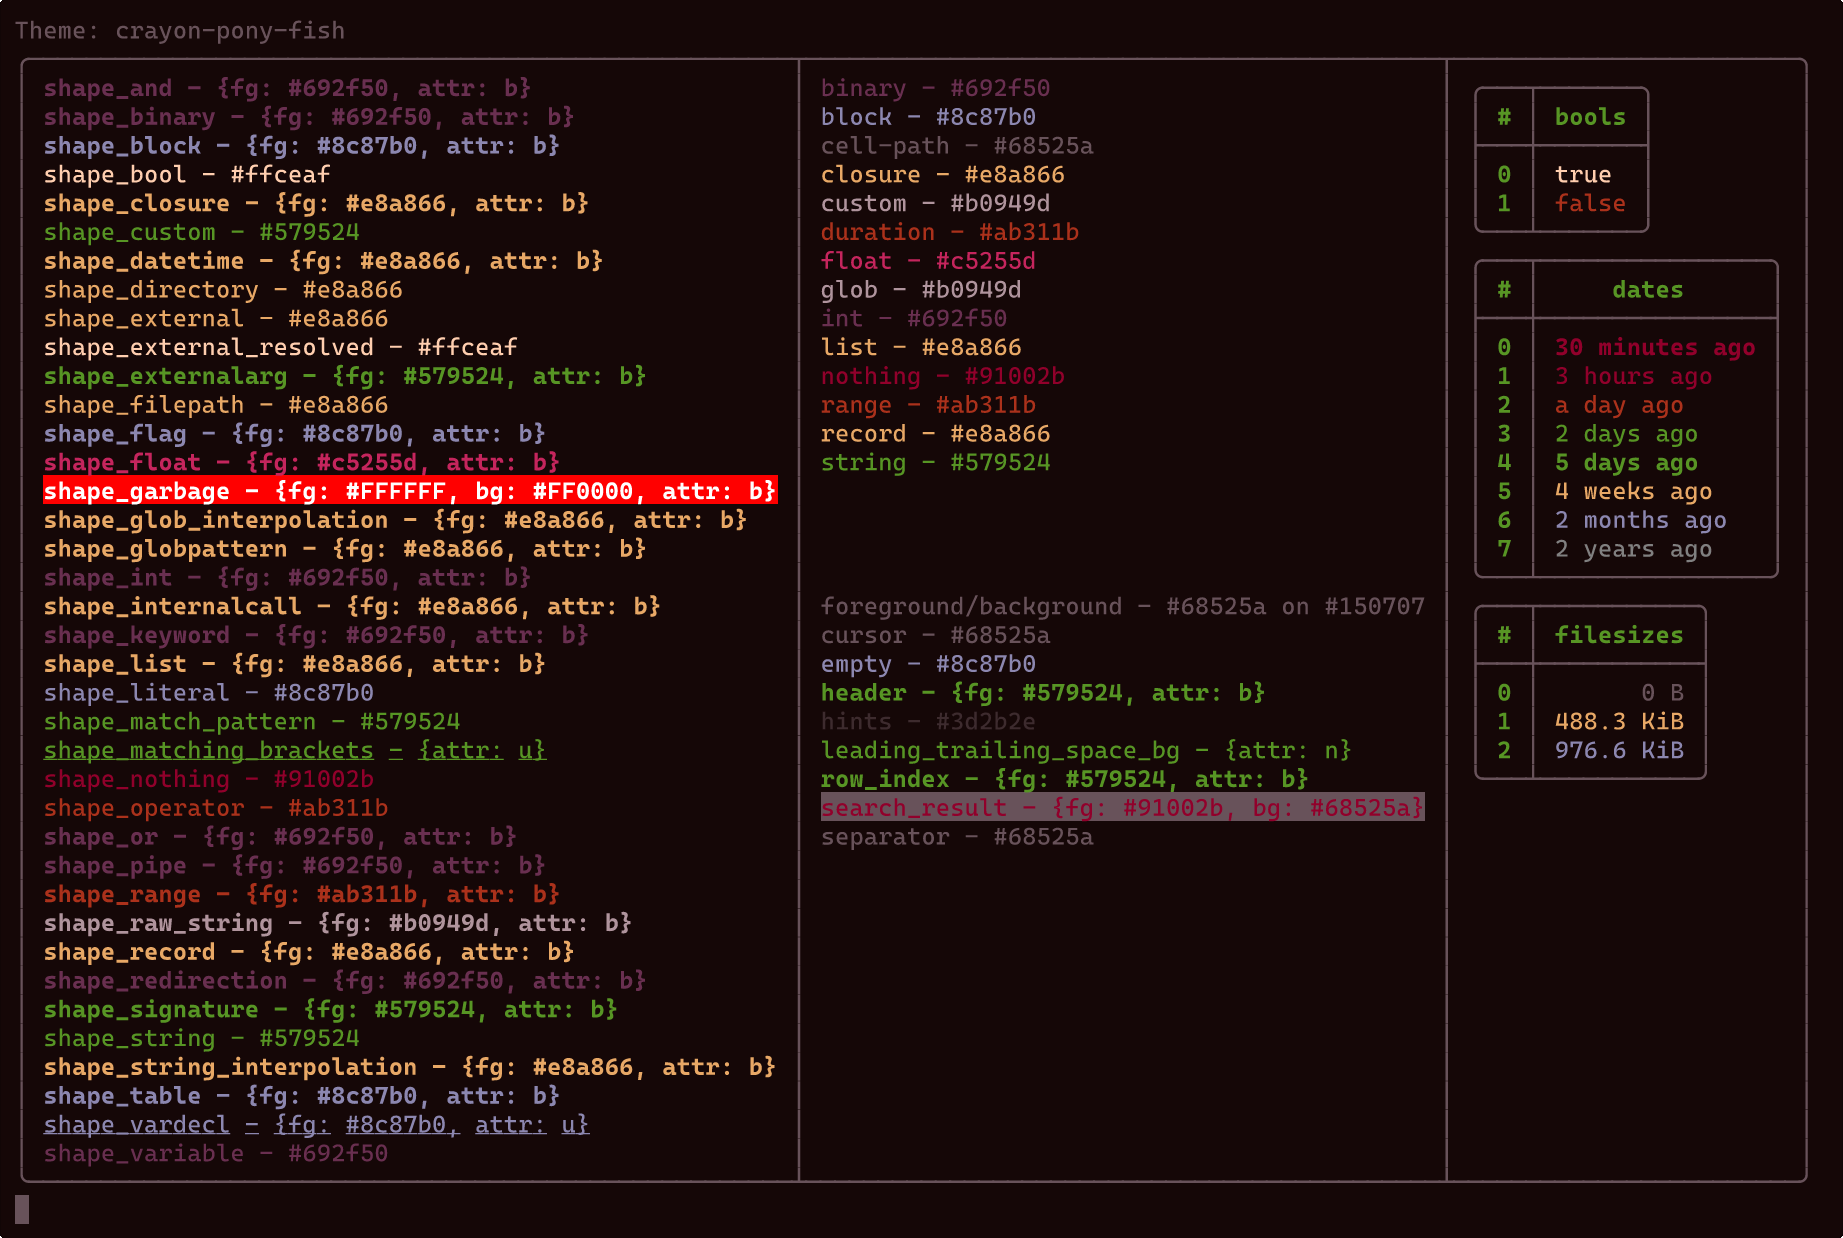 Theme: crayon-pony-fish
shape_and - {fg: #692f50, attr: b}
shape_binary - {fg: #692f50, attr: b}
shape_block - {fg: #8c87b0, attr: b}
shape_bool - #ffceaf
shape_closure - {fg: #e8a866, attr: b}
shape_custom - #579524
shape_datetime - {fg: #e8a866, attr: b}
shape_directory - #e8a866
shape_external - #e8a866
shape_external_resolved - #ffceaf
shape_externalarg - {fg: #579524, attr: b}
shape_filepath - #e8a866
shape_flag - {fg: #8c87b0, attr: b}
shape_float - {fg: #c5255d, attr: b}
shape_garbage - {fg: #FFFFFF, bg: #FF0000, attr: b}
shape_glob_interpolation - {fg: #e8a866, attr: b}
shape_globpattern - {fg: #e8a866, attr: b}
shape_int - {fg: #692f50, attr: b}
shape_internalcall - {fg: #e8a866, attr: b}
shape_keyword - {fg: #692f50, attr: b}
shape_list - {fg: #e8a866, attr: b}
shape_literal - #8c87b0
shape_match_pattern - #579524
shape_matching_brackets - {attr: u}
shape_nothing - #91002b
shape_operator - #ab311b
shape_or - {fg: #692f50, attr: b}
shape_pipe - {fg: #692f50, attr: b}
shape_range - {fg: #ab311b, attr: b}
shape_raw_string - {fg: #b0949d, attr: b}
shape_record - {fg: #e8a866, attr: b}
shape_redirection - {fg: #692f50, attr: b}
shape_signature - {fg: #579524, attr: b}
shape_string - #579524
shape_string_interpolation - {fg: #e8a866, attr: b}
shape_table - {fg: #8c87b0, attr: b}
shape_vardecl - {fg: #8c87b0, attr: u}
shape_variable - #692f50
binary - #692f50
block - #8c87b0
cell-path - #68525a
closure - #e8a866
custom - #b0949d
duration - #ab311b
float - #c5255d
glob - #b0949d
int - #692f50
list - #e8a866
nothing - #91002b
range - #ab311b
record - #e8a866
string - #579524
foreground/background - #68525a on #150707
cursor - #68525a
empty - #8c87b0
header - {fg: #579524, attr: b}
hints - #3d2b2e
leading_trailing_space_bg - {attr: n}
row_index - {fg: #579524, attr: b}
search_result - {fg: #91002b, bg: #68525a}
separator - #68525a
# bools
0 true
1 false
# dates
0 30 minutes ago
1 3 hours ago
2 a day ago
3 2 days ago
4 5 days ago
5 4 weeks ago
6 2 months ago
7 2 years ago
# filesizes
0 0 B
1 488.3 KiB
2 976.6 KiB